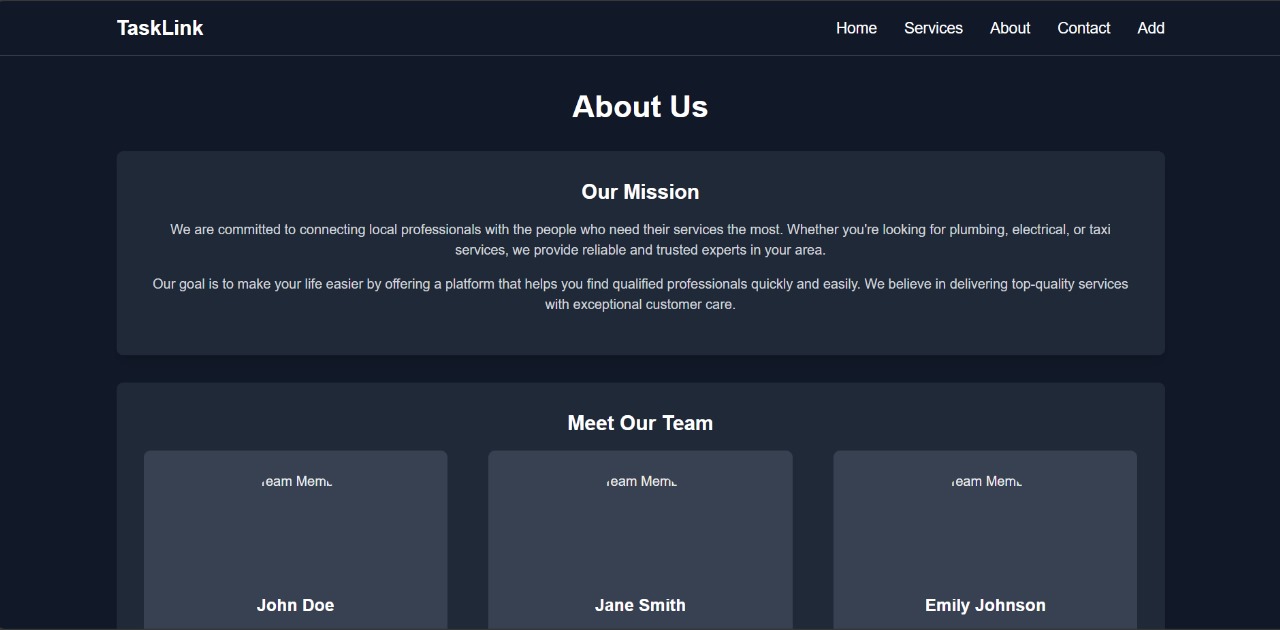 TaskLink Home Services About Contact Add
About Us
Our Mission
We are committed to connecting local professionals with the people who need their services the most. Whether you're looking for plumbing, electrical, or taxi
services, we provide reliable and trusted experts in your area.
Our goal is to make your life easier by offering a platform that helps you find qualified professionals quickly and easily. We believe in delivering top-quality services
with exceptional customer care.
Meet Our Team
eam Mem eam Mem eam Mem
John Doe Jane Smith Emily Johnson